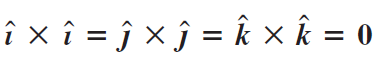 î × î = ĵ × ĵ = k̂ × k̂ = 0